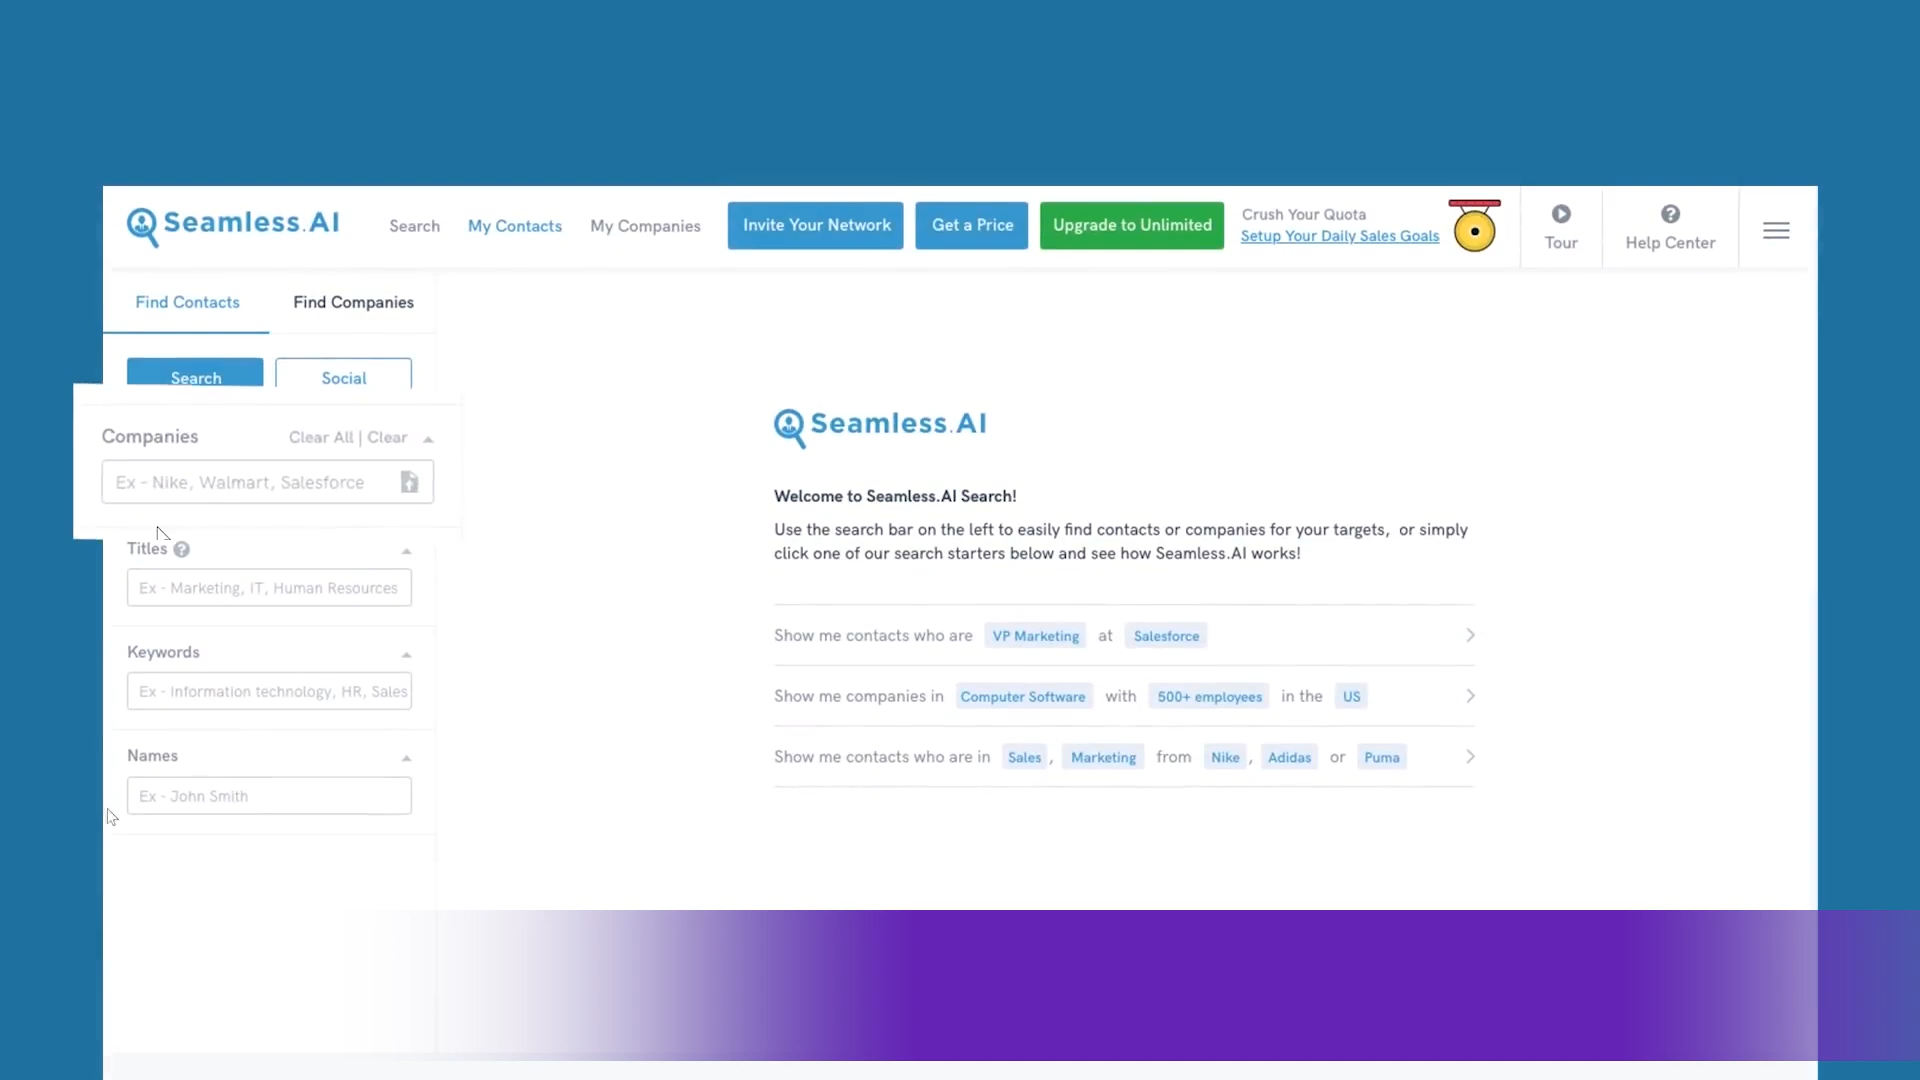 Seamless.AI
Search
My Contacts
My Companies
Invite Your Network
Get a Price
Upgrade to Unlimited
Crush Your Quota
Setup Your Daily Sales Goals
Tour
Help Center
Find Contacts
Find Companies
Search
Social
Companies
Clear All | Clear
Ex - Nike, Walmart, Salesforce
Titles
Ex - Marketing, IT, Human Resources
Keywords
Ex - Information technology, HR, Sales
Names
Ex - John Smith
Seamless.AI
Welcome to Seamless.AI Search!
Use the search bar on the left to easily find contacts or companies for your targets, or simply
click one of our search starters below and see how Seamless.AI works!
Show me contacts who are VP Marketing at Salesforce
Show me companies in Computer Software with 500+ employees in the US
Show me contacts who are in Sales, Marketing from Nike, Adidas or Puma